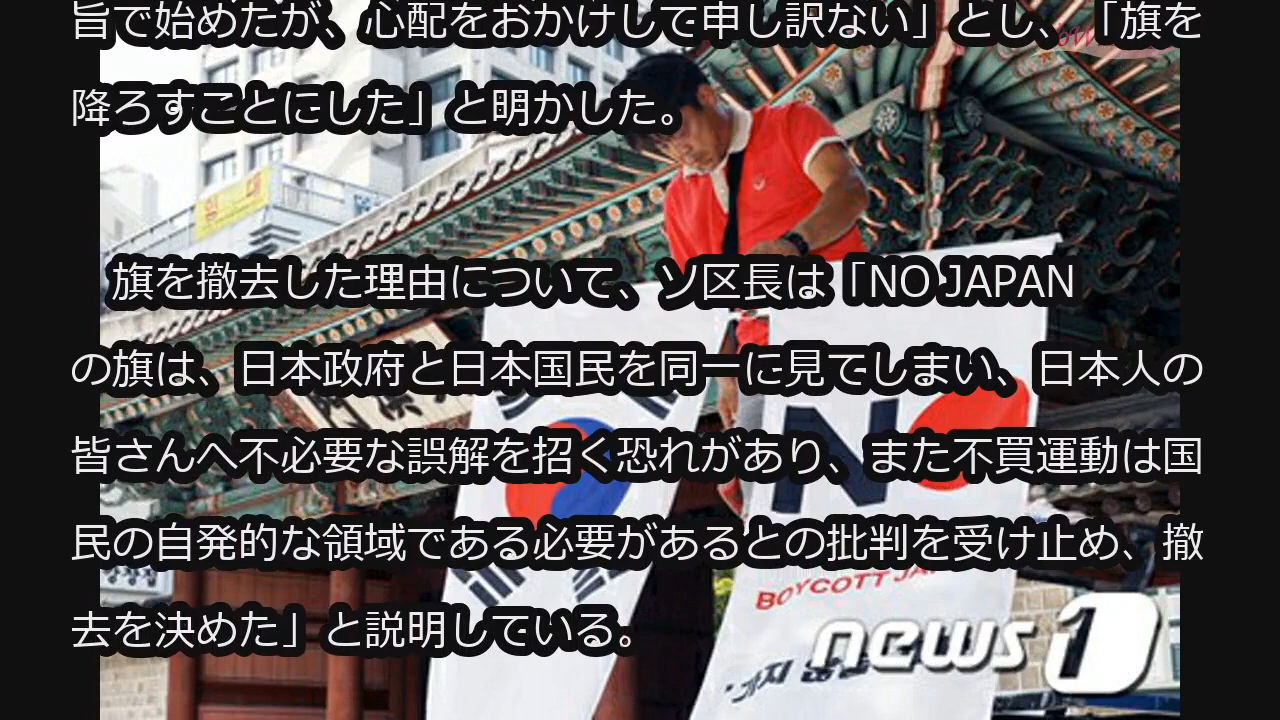 旨で始めたが、心配をおかけして申し訳ない」とし、「旗を
降ろすことにした」と明かした。
旗を撤去した理由について、ソ区長は「NO JAPAN
の旗は、日本政府と日本国民を同一に見てしまい、日本人の
皆さんへ不必要な誤解を招く恐れがあり、また不買運動は国
民の自発的な領域である必要があるとの批判を受け止め、撤
去を決めた」と説明している。
임대
NO
BOYCOTT
news1